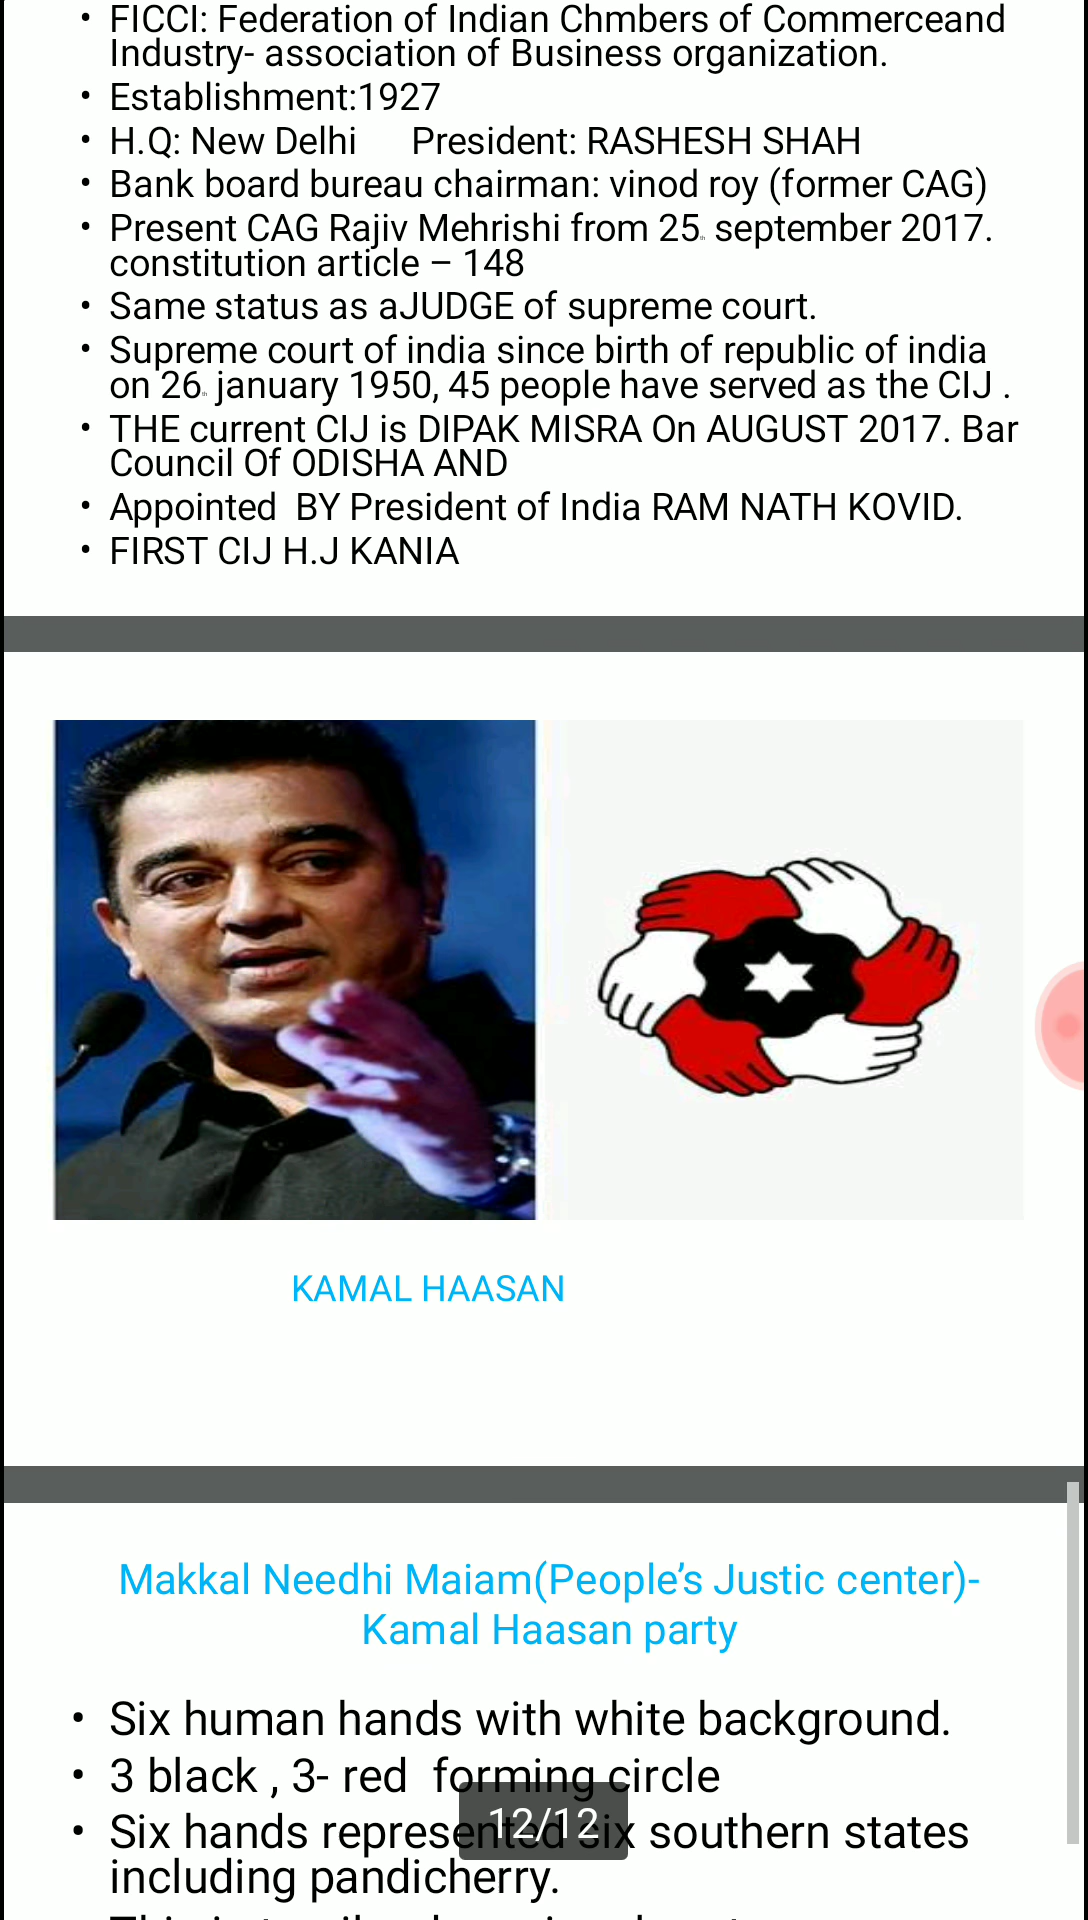 • FICCI: Federation of Indian Chmbers of Commerceand
Industry- association of Business organization.
• Establishment:1927
• H.Q: New Delhi President: RASHESH SHAH
• Bank board bureau chairman: vinod roy (former CAG)
• Present CAG Rajiv Mehrishi from 25th september 2017.
constitution article – 148
• Same status as aJUDGE of supreme court.
• Supreme court of india since birth of republic of india
on 26th january 1950, 45 people have served as the CIJ .
• THE current CIJ is DIPAK MISRA On AUGUST 2017. Bar
Council Of ODISHA AND
• Appointed BY President of India RAM NATH KOVID.
• FIRST CIJ H.J KANIA
KAMAL HAASAN
Makkal Needhi Maiam(People’s Justic center)-
Kamal Haasan party
• Six human hands with white background.
• 3 black , 3- red forming circle
• Six hands represented six southern states
12/12
including pandicherry.